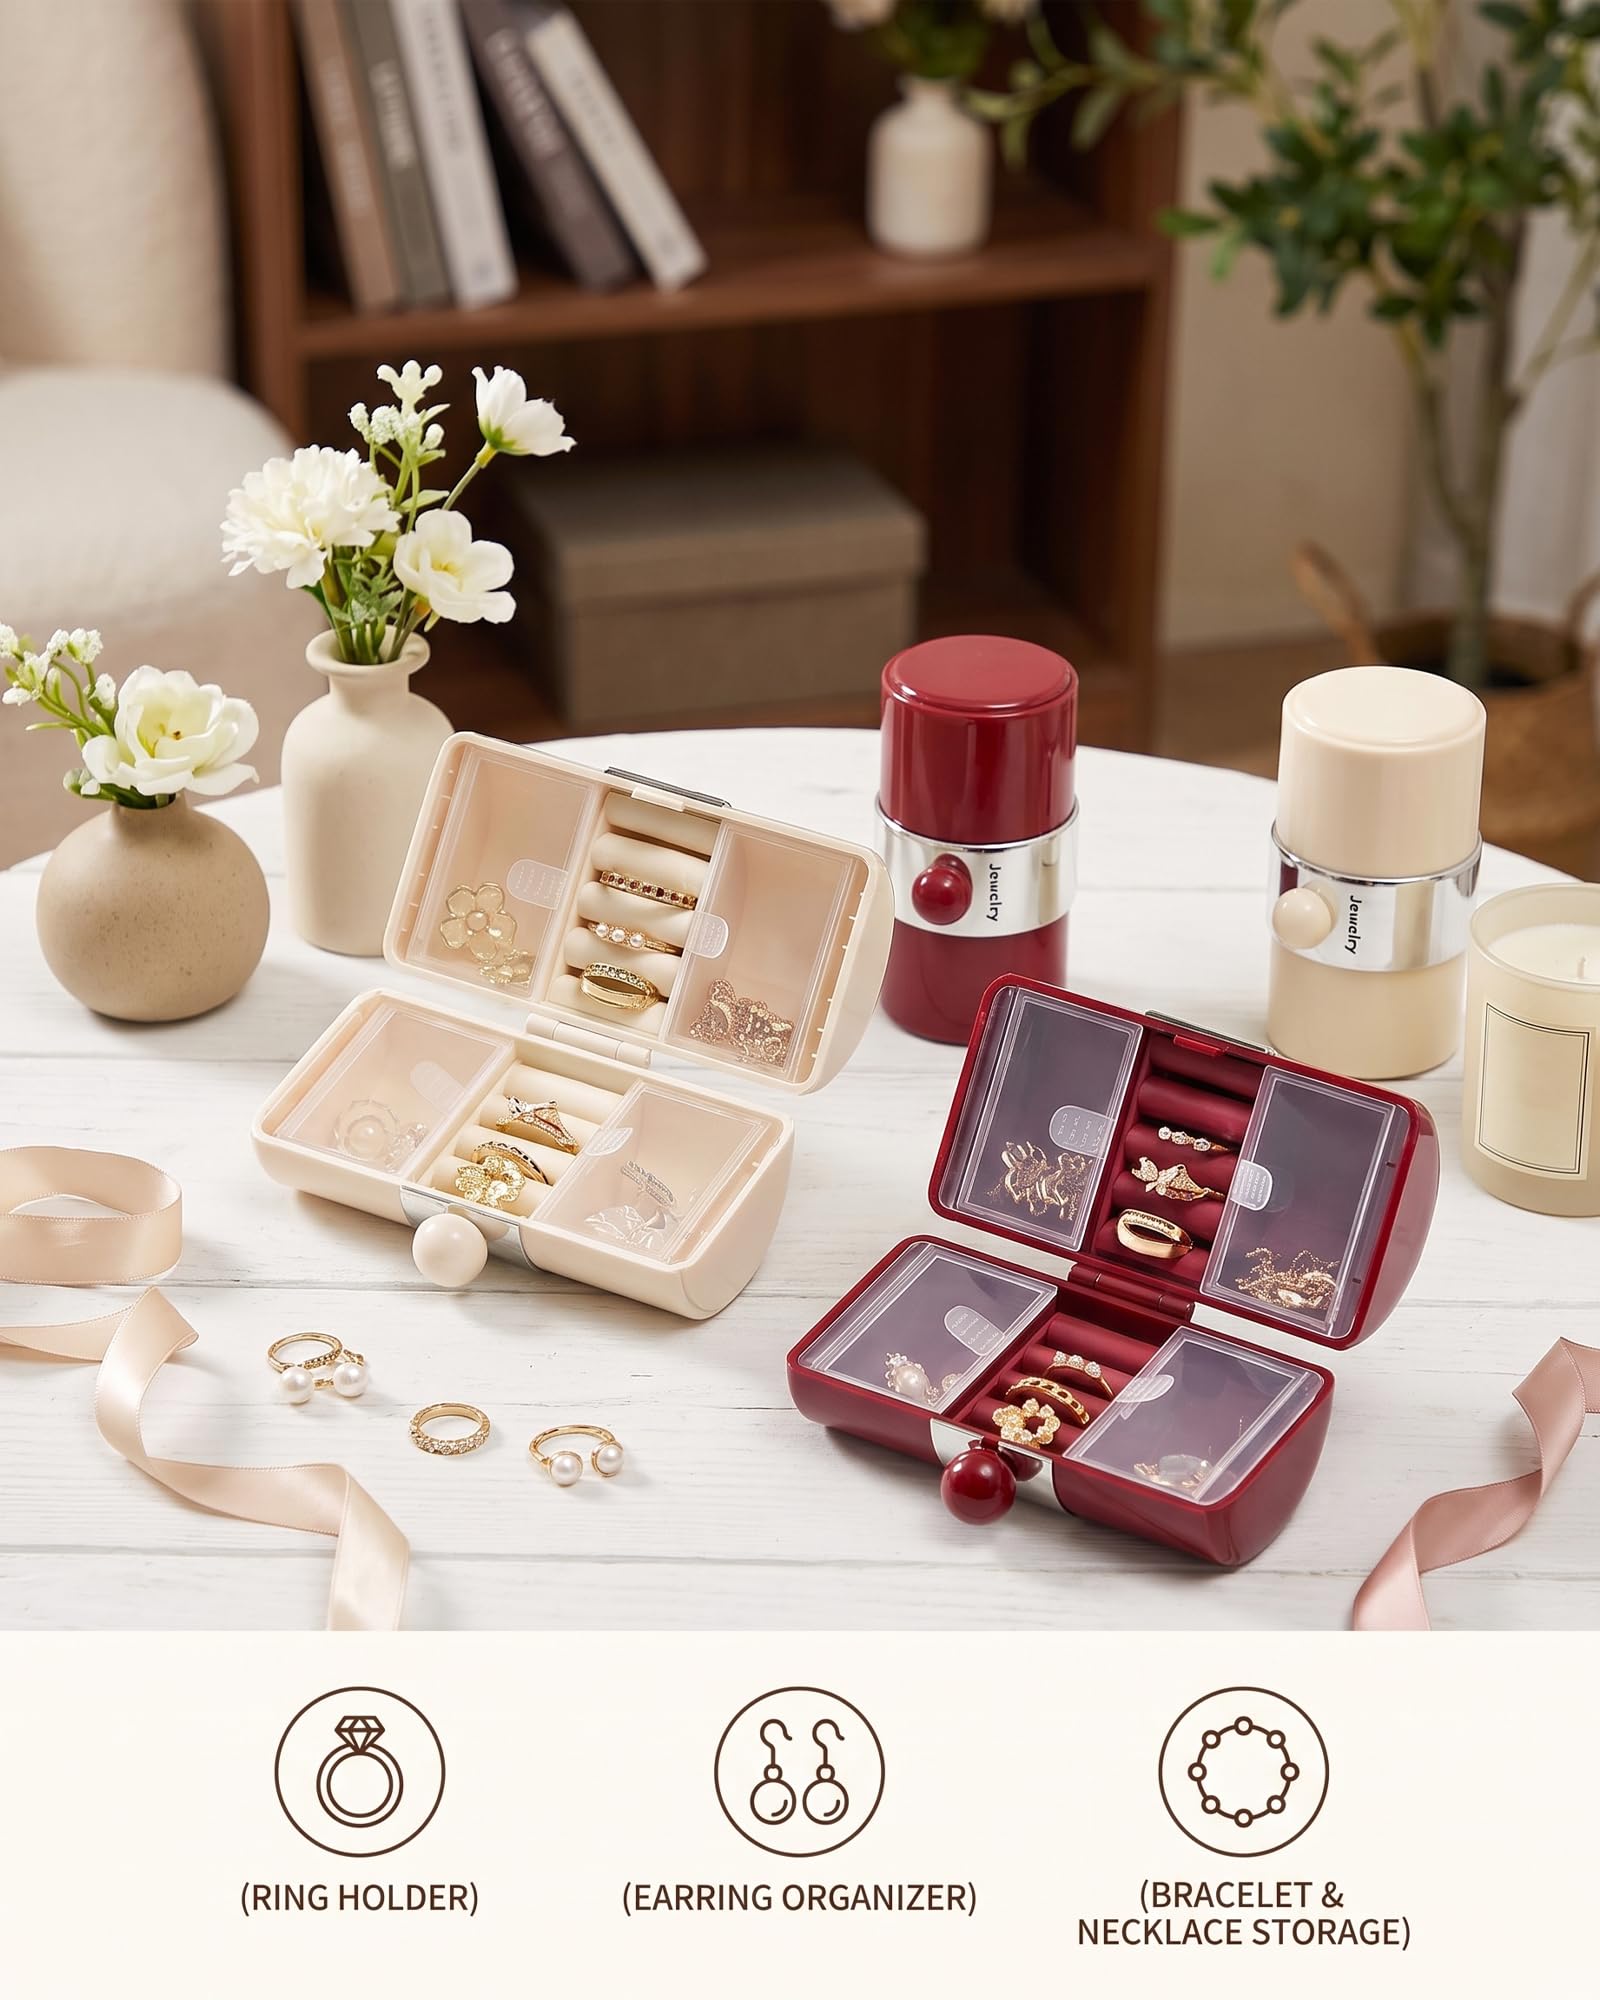 Jewelry
Jewelry
(RING HOLDER)
(EARRING ORGANIZER)
(BRACELET &
NECKLACE STORAGE)